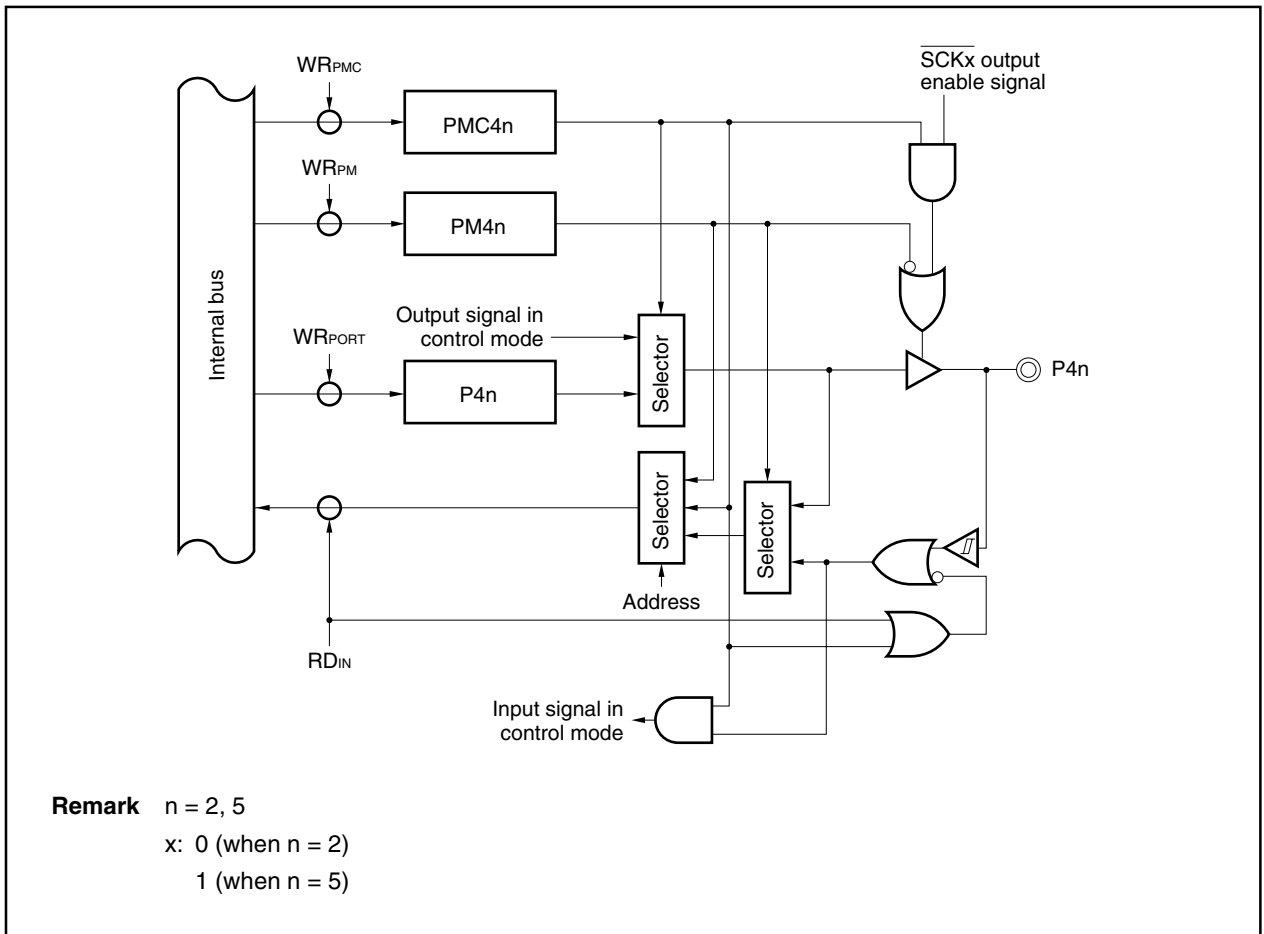 WRPMC
SCKx output
enable signal
PMC4n
WRPM
PM4n
Internal bus
Output signal in
control mode
WRPORT
Selector
P4n
P4n
Selector
Selector
Address
RDIN
Input signal in
control mode
Remark n = 2, 5
x: 0 (when n = 2)
1 (when n = 5)